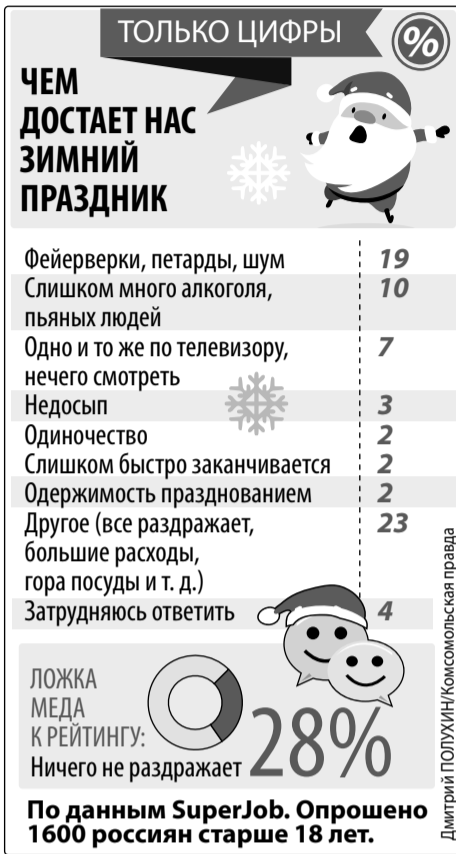 ТОЛЬКО ЦИФРЫ
%
ЧЕМ
ДОСТАЕТ НАС
ЗИМНИЙ
ПРАЗДНИК
Фейерверки, петарды, шум 19
Слишком много алкоголя, 10
пьяных людей
Одно и то же по телевизору, 7
нечего смотреть
Недосып 3
Одиночество 2
Слишком быстро заканчивается 2
Одержимость празднованием 2
Другое (все раздражает, 23
большие расходы,
гора посуды и т. д.)
Затрудняюсь ответить 4
ЛОЖКА
МЕДА
К РЕЙТИНГУ:
Ничего не раздражает 28%
По данным SuperJob. Опрошено
1600 россиян старше 18 лет.
Дмитрий ПОЛУХИН/Комсомольская правда